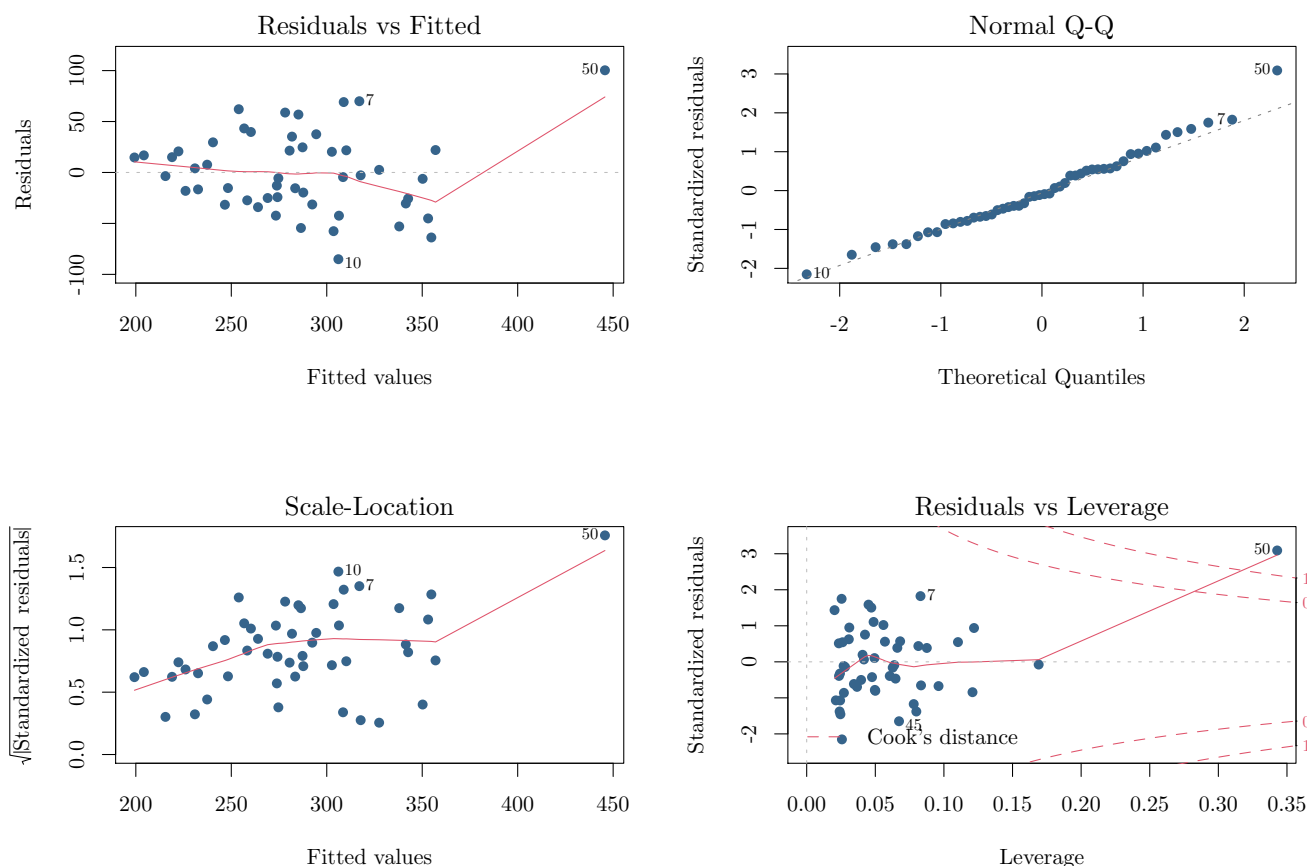 Residuals vs Fitted
Residuals
100
50
0
-100
50
7
10
200 250 300 350 400 450
Fitted values
Normal Q-Q
Standardized residuals
3
2
1
0
-1
-2
50
7
10
-2 -1 0 1 2
Theoretical Quantiles
Scale-Location
√|Standardized residuals|
1.5
1.0
0.5
0.0
50
10
7
200 250 300 350 400 450
Fitted values
Residuals vs Leverage
Standardized residuals
3
2
1
0
-2
50
7
45
Cook's distance
1
0
0
1
0.00 0.05 0.10 0.15 0.20 0.25 0.30 0.35
Leverage